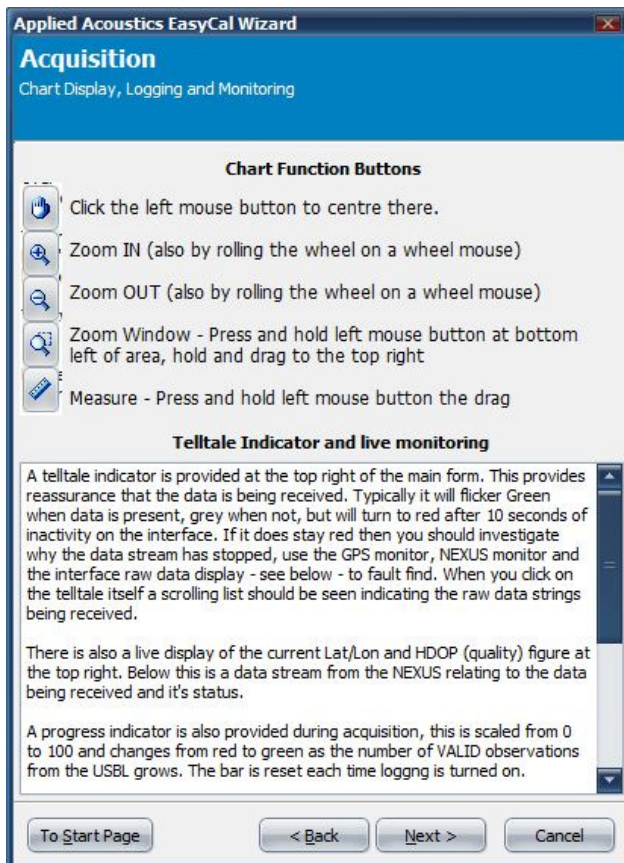 Applied Acoustics EasyCal Wizard
Acquisition
Chart Display, Logging and Monitoring
Chart Function Buttons
Click the left mouse button to centre there.
Zoom IN (also by rolling the wheel on a wheel mouse)
Zoom OUT (also by rolling the wheel on a wheel mouse)
Zoom Window - Press and hold left mouse button at bottom
left of area, hold and drag to the top right
Measure - Press and hold left mouse button the drag
Telltale Indicator and live monitoring
A telltale indicator is provided at the top right of the main form. This provides
reassurance that the data is being received. Typically it will flicker Green
when data is present, grey when not, but will turn to red after 10 seconds of
inactivity on the interface. If it does stay red then you should investigate
why the data stream has stopped, use the GPS monitor, NEXUS monitor and
the interface raw data display - see below - to fault find. When you click on
the telltale itself a scrolling list should be seen indicating the raw data strings
being received.
There is also a live display of the current Lat/Lon and HDOP (quality) figure at
the top right. Below this is a data stream from the NEXUS relating to the data
being received and it's status.
A progress indicator is also provided during acquisition, this is scaled from 0
to 100 and changes from red to green as the number of VALID observations
from the USBL grows. The bar is reset each time loggng is turned on.
To Start Page
< Back
Next >
Cancel